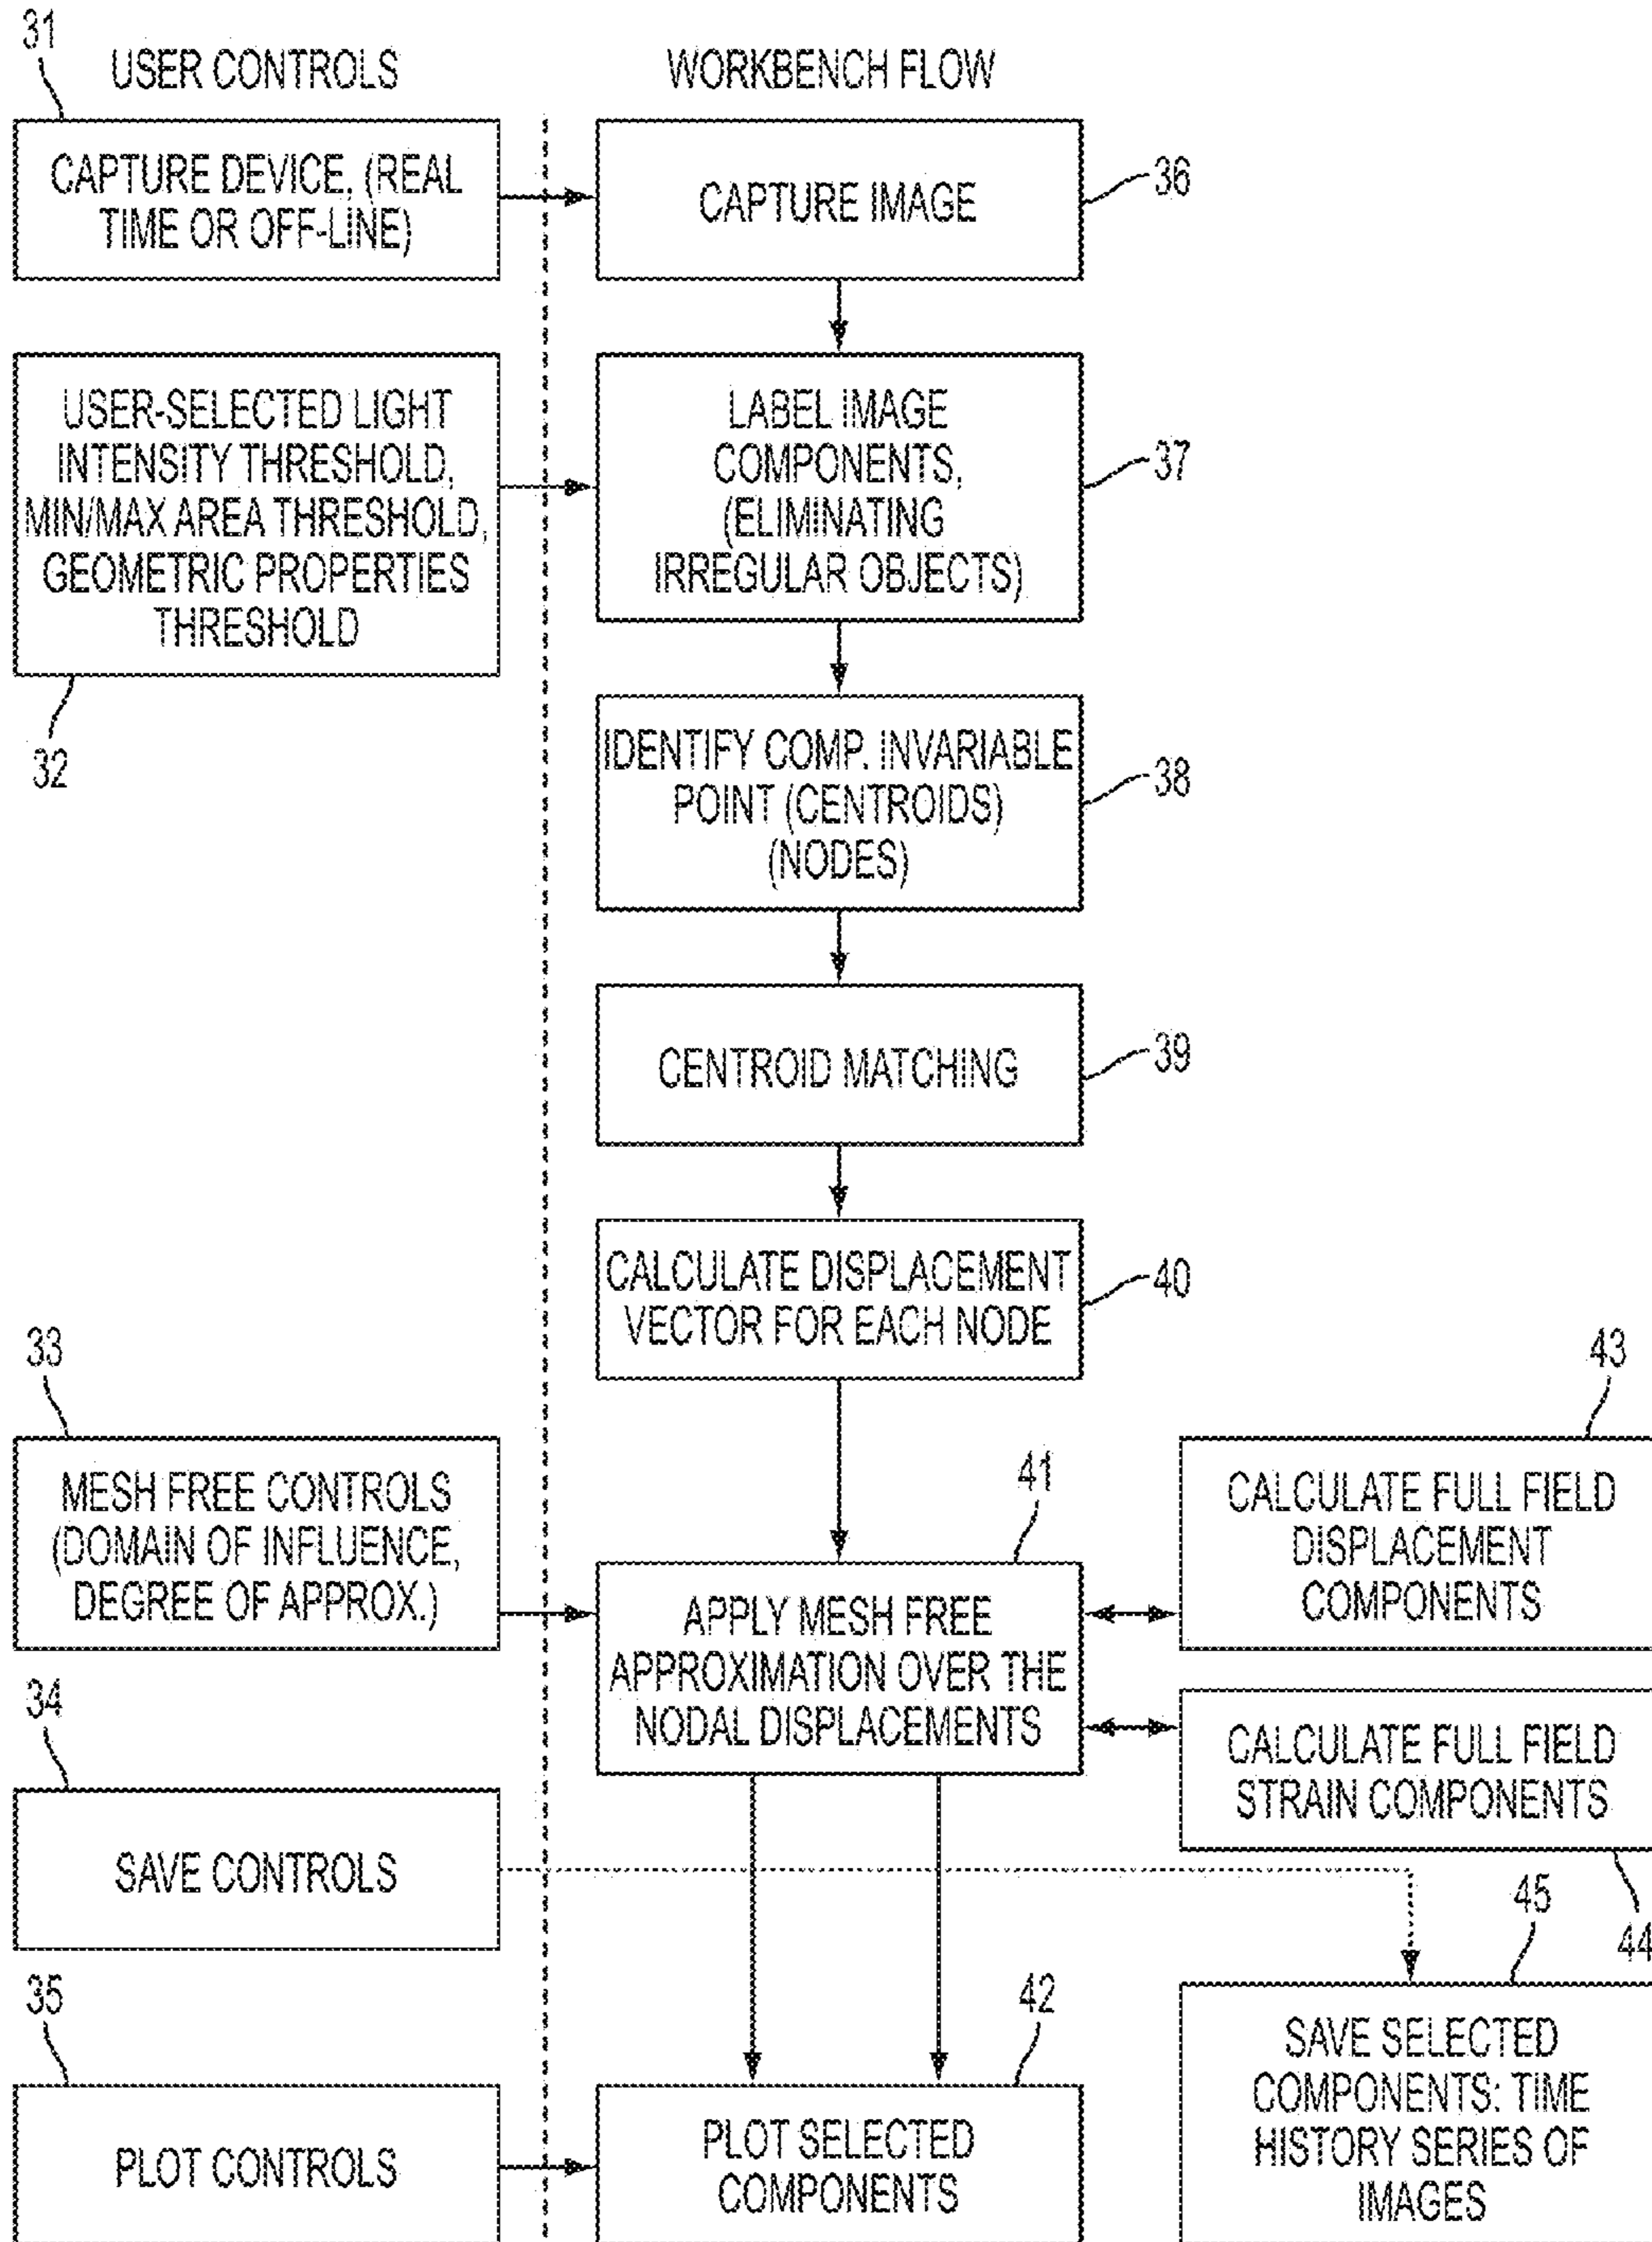 31
USER CONTROLS
WORKBENCH FLOW
CAPTURE DEVICE, (REAL
TIME OR OFF-LINE)
CAPTURE IMAGE
36
USER-SELECTED LIGHT
INTENSITY THRESHOLD,
MIN/MAX AREA THRESHOLD,
GEOMETRIC PROPERTIES
THRESHOLD
32
LABEL IMAGE
COMPONENTS,
(ELIMINATING
IRREGULAR OBJECTS)
37
IDENTIFY COMP. INVARIABLE
POINT (CENTROIDS)
(NODES)
38
CENTROID MATCHING
39
CALCULATE DISPLACEMENT
VECTOR FOR EACH NODE
40
33
MESH FREE CONTROLS
(DOMAIN OF INFLUENCE,
DEGREE OF APPROX.)
41
APPLY MESH FREE
APPROXIMATION OVER THE
NODAL DISPLACEMENTS
43
CALCULATE FULL FIELD
DISPLACEMENT
COMPONENTS
CALCULATE FULL FIELD
STRAIN COMPONENTS
44
34
SAVE CONTROLS
45
SAVE SELECTED
COMPONENTS: TIME
HISTORY SERIES OF
IMAGES
35
PLOT CONTROLS
42
PLOT SELECTED
COMPONENTS